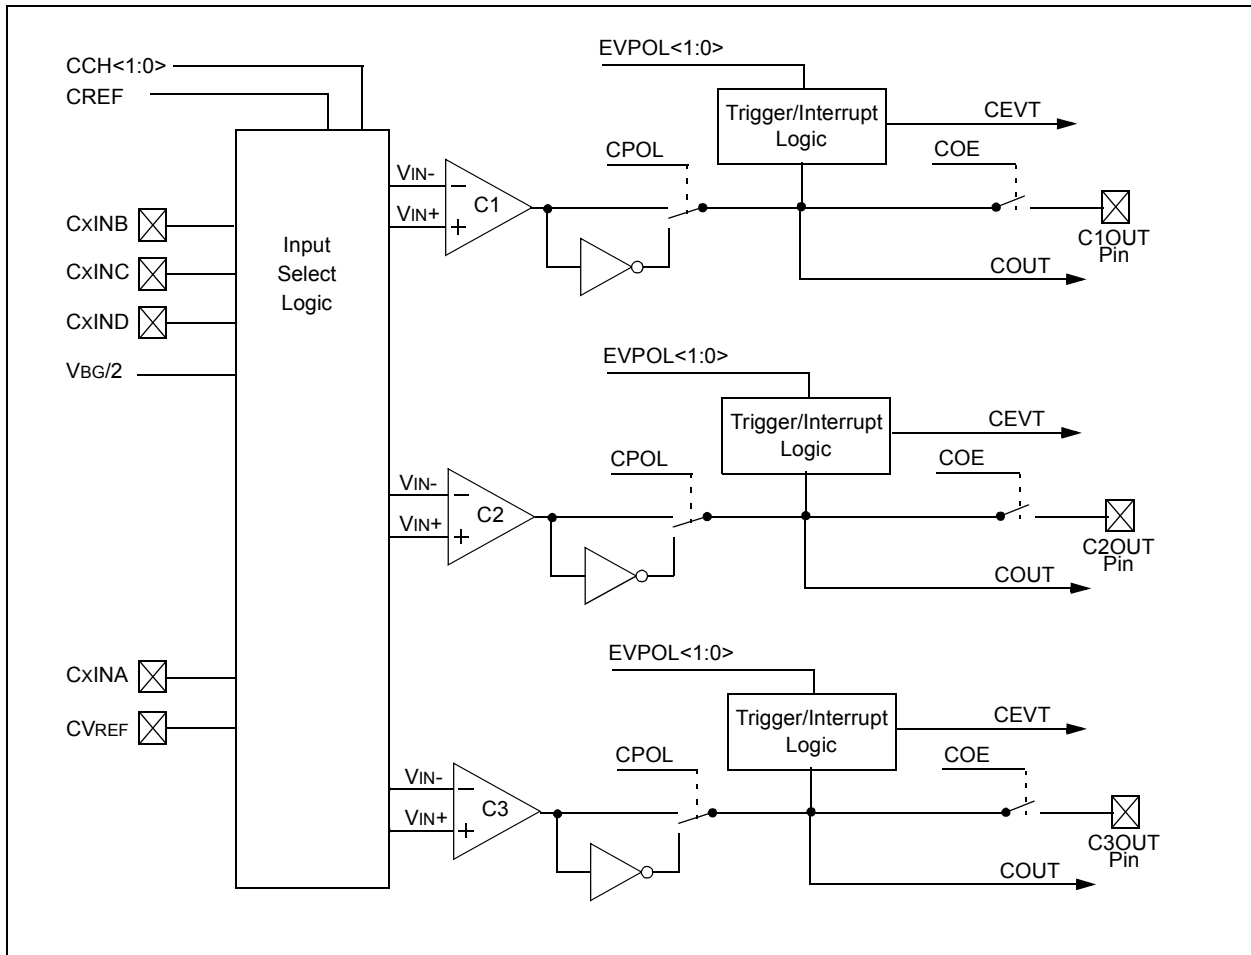 CCH<1:0>
CREF
CXINB
CXINC
CXIND
VBG/2
CXINA
CVREF
Input
Select
Logic
EVPOL<1:0>
Trigger/Interrupt
Logic
CEVT
CPOL
COE
VIN-
VIN+
C1
C1OUT
Pin
COUT
EVPOL<1:0>
Trigger/Interrupt
Logic
CEVT
CPOL
COE
VIN-
VIN+
C2
C2OUT
Pin
COUT
EVPOL<1:0>
Trigger/Interrupt
Logic
CEVT
CPOL
COE
VIN-
VIN+
C3
C3OUT
Pin
COUT